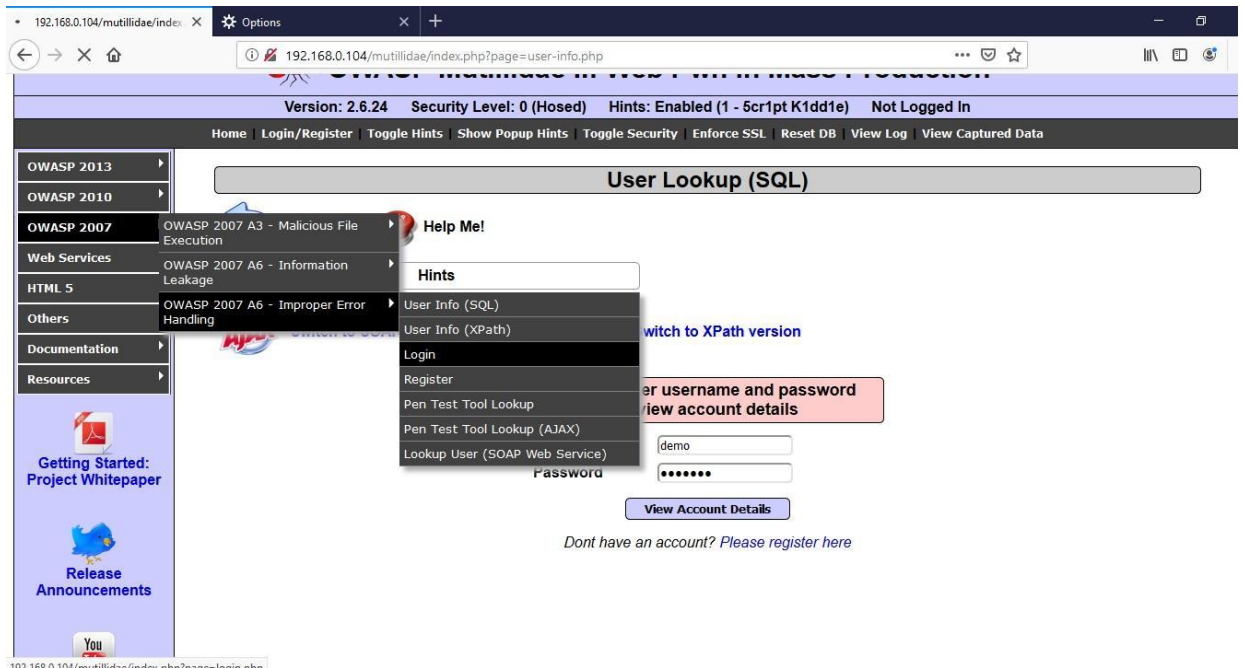 192.168.0.104/mutillidae/index
Options
192.168.0.104/mutillidae/index.php?page=user-info.php
Version: 2.6.24 Security Level: 0 (Hosed) Hints: Enabled (1 - 5cr1pt K1dd1e) Not Logged In
Home Login/Register Toggle Hints Show Popup Hints Toggle Security Enforce SSL Reset DB View Log View Captured Data
OWASP 2013
OWASP 2010
OWASP 2007
Web Services
HTML 5
Others
Documentation
Resources
Getting Started:
Project Whitepaper
Release
Announcements
You
OWASP 2007 A3 - Malicious File
Execution
OWASP 2007 A6 - Information
Leakage
OWASP 2007 A6 - Improper Error
Handling
User Info (SQL)
User Info (XPath)
Login
Register
Pen Test Tool Lookup
Pen Test Tool Lookup (AJAX)
Lookup User (SOAP Web Service)
User Lookup (SQL)
Help Me!
Hints
AJAX
witch to XPath version
username and password
view account details
demo
Password
View Account Details
Dont have an account? Please register here
192.168.0.104/mutillidae/index.php?page=login.php